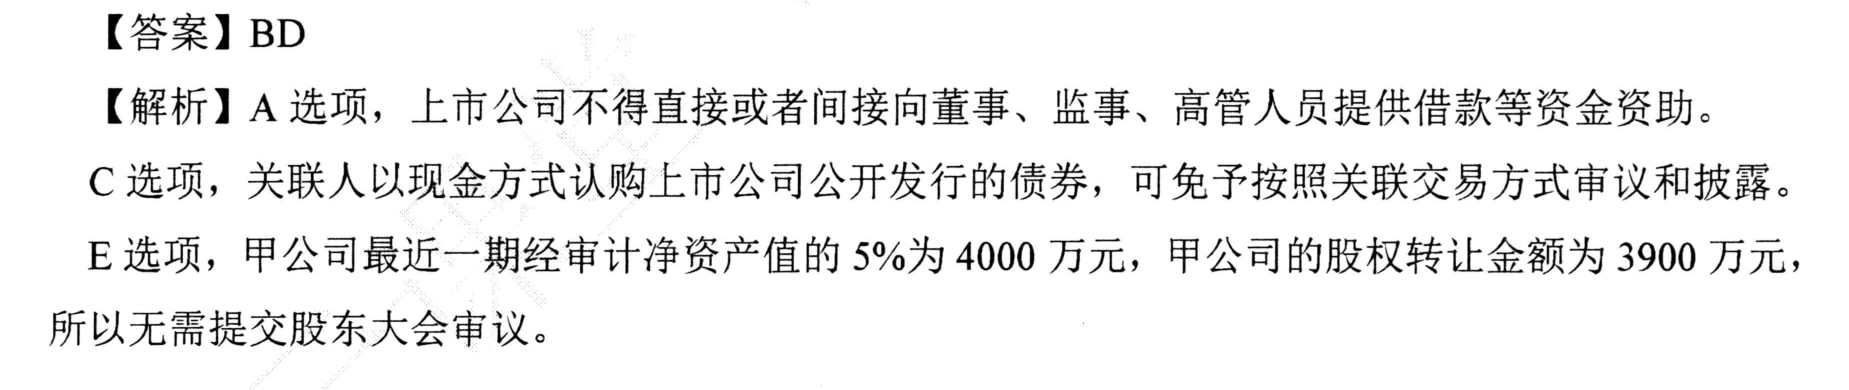 【答案】BD
【解析】A 选项，上市公司不得直接或者间接向董事、监事、高管人员提供借款等资金资助。
C 选项，关联人以现金方式认购上市公司公开发行的债券，可免予按照关联交易方式审议和披露。
E 选项，甲公司最近一期经审计净资产值的 5%为 4000 万元，甲公司的股权转让金额为 3900 万元，
所以无需提交股东大会审议。